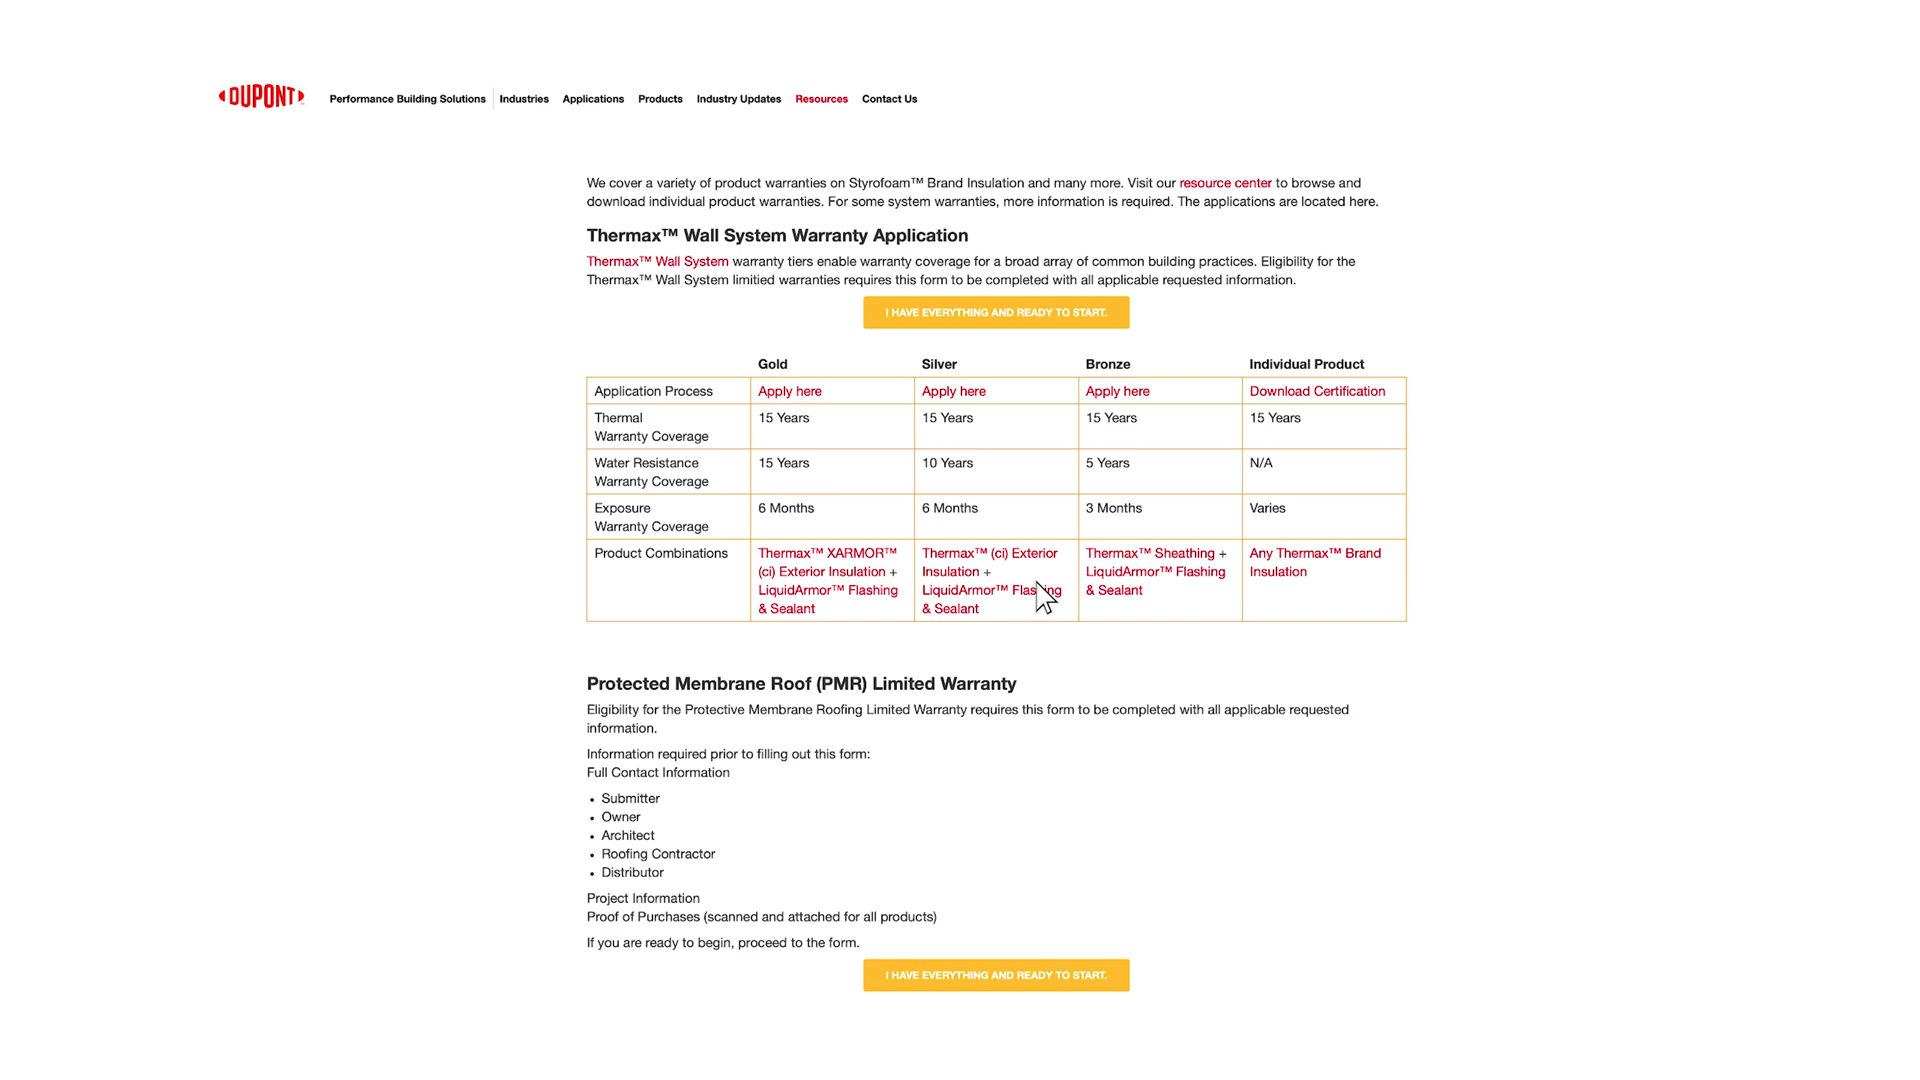 DUPONT
Performance Building Solutions
Industries
Applications
Products
Industry Updates
Resources
Contact Us
We cover a variety of product warranties on Styrofoam™ Brand Insulation and many more. Visit our resource center to browse and
download individual product warranties. For some system warranties, more information is required. The applications are located here.
Thermax™ Wall System Warranty Application
Thermax™ Wall System warranty tiers enable warranty coverage for a broad array of common building practices. Eligibility for the
Thermax™ Wall System limitied warranties requires this form to be completed with all applicable requested information.
I HAVE EVERYTHING AND READY TO START.
Gold Silver Bronze Individual Product
Application Process Apply here Apply here Apply here Download Certification
Thermal 15 Years 15 Years 15 Years 15 Years
Warranty Coverage
Water Resistance 15 Years 10 Years 5 Years N/A
Warranty Coverage
Exposure 6 Months 6 Months 3 Months Varies
Warranty Coverage
Product Combinations Thermax™ XARMOR™ Thermax™ (ci) Exterior Thermax™ Sheathing + Any Thermax™ Brand
(ci) Exterior Insulation + Insulation + LiquidArmor™ Flashing Insulation
LiquidArmor™ Flashing LiquidArmor™ Flashing & Sealant
& Sealant & Sealant
Protected Membrane Roof (PMR) Limited Warranty
Eligibility for the Protective Membrane Roofing Limited Warranty requires this form to be completed with all applicable requested
information.
Information required prior to filling out this form:
Full Contact Information
• Submitter
• Owner
• Architect
• Roofing Contractor
• Distributor
Project Information
Proof of Purchases (scanned and attached for all products)
If you are ready to begin, proceed to the form.
I HAVE EVERYTHING AND READY TO START.